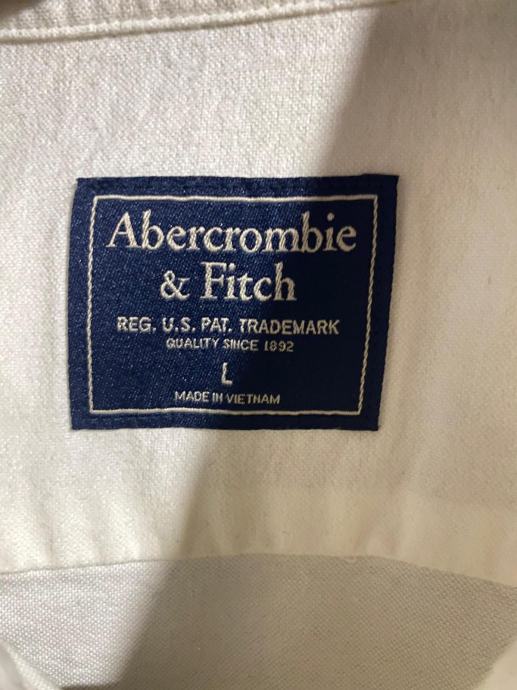 Abercrombie
& Fitch
REG. U.S. PAT. TRADEMARK
QUALITY SINCE 1892
L
MADE IN VIETNAM